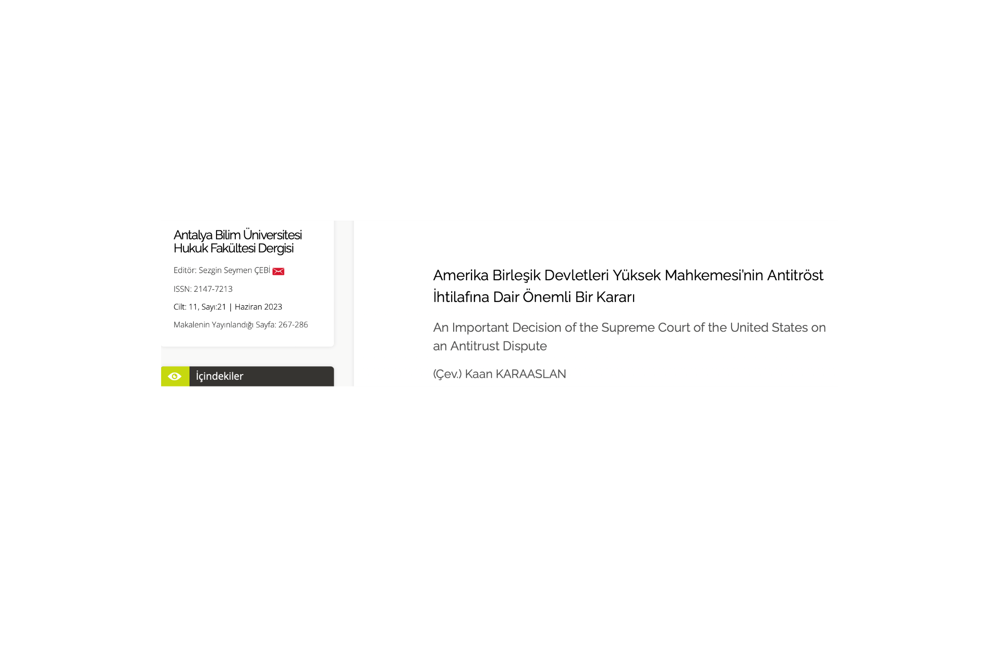 Antalya Bilim Üniversitesi
Hukuk Fakültesi Dergisi
Editör: Sezgin Seymen ÇEBİ
ISSN: 2147-7213
Cilt: 11, Sayı:21 | Haziran 2023
Makalenin Yayınlandığı Sayfa: 267-286
İçindekiler
Amerika Birleşik Devletleri Yüksek Mahkemesi'nin Antitröst
İhtilafına Dair Önemli Bir Kararı
An Important Decision of the Supreme Court of the United States on
an Antitrust Dispute
(Çev.) Kaan KARAASLAN